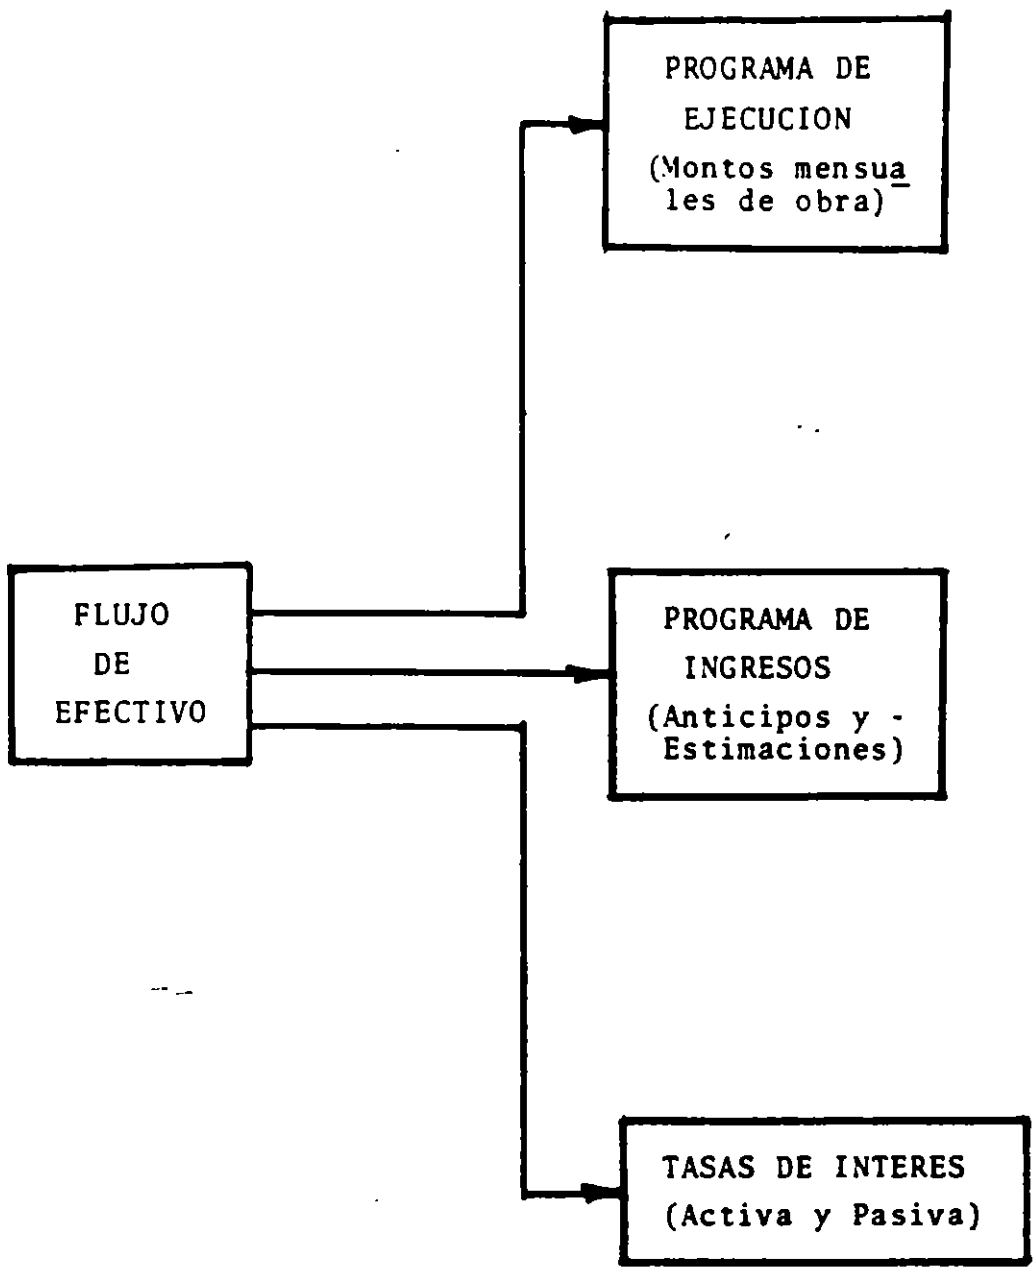 PROGRAMA DE
EJECUCION
(Montos mensua
les de obra)
FLUJO
DE
EFECTIVO
PROGRAMA DE
INGRESOS
(Anticipos y -
Estimaciones)
TASAS DE INTERES
(Activa y Pasiva)